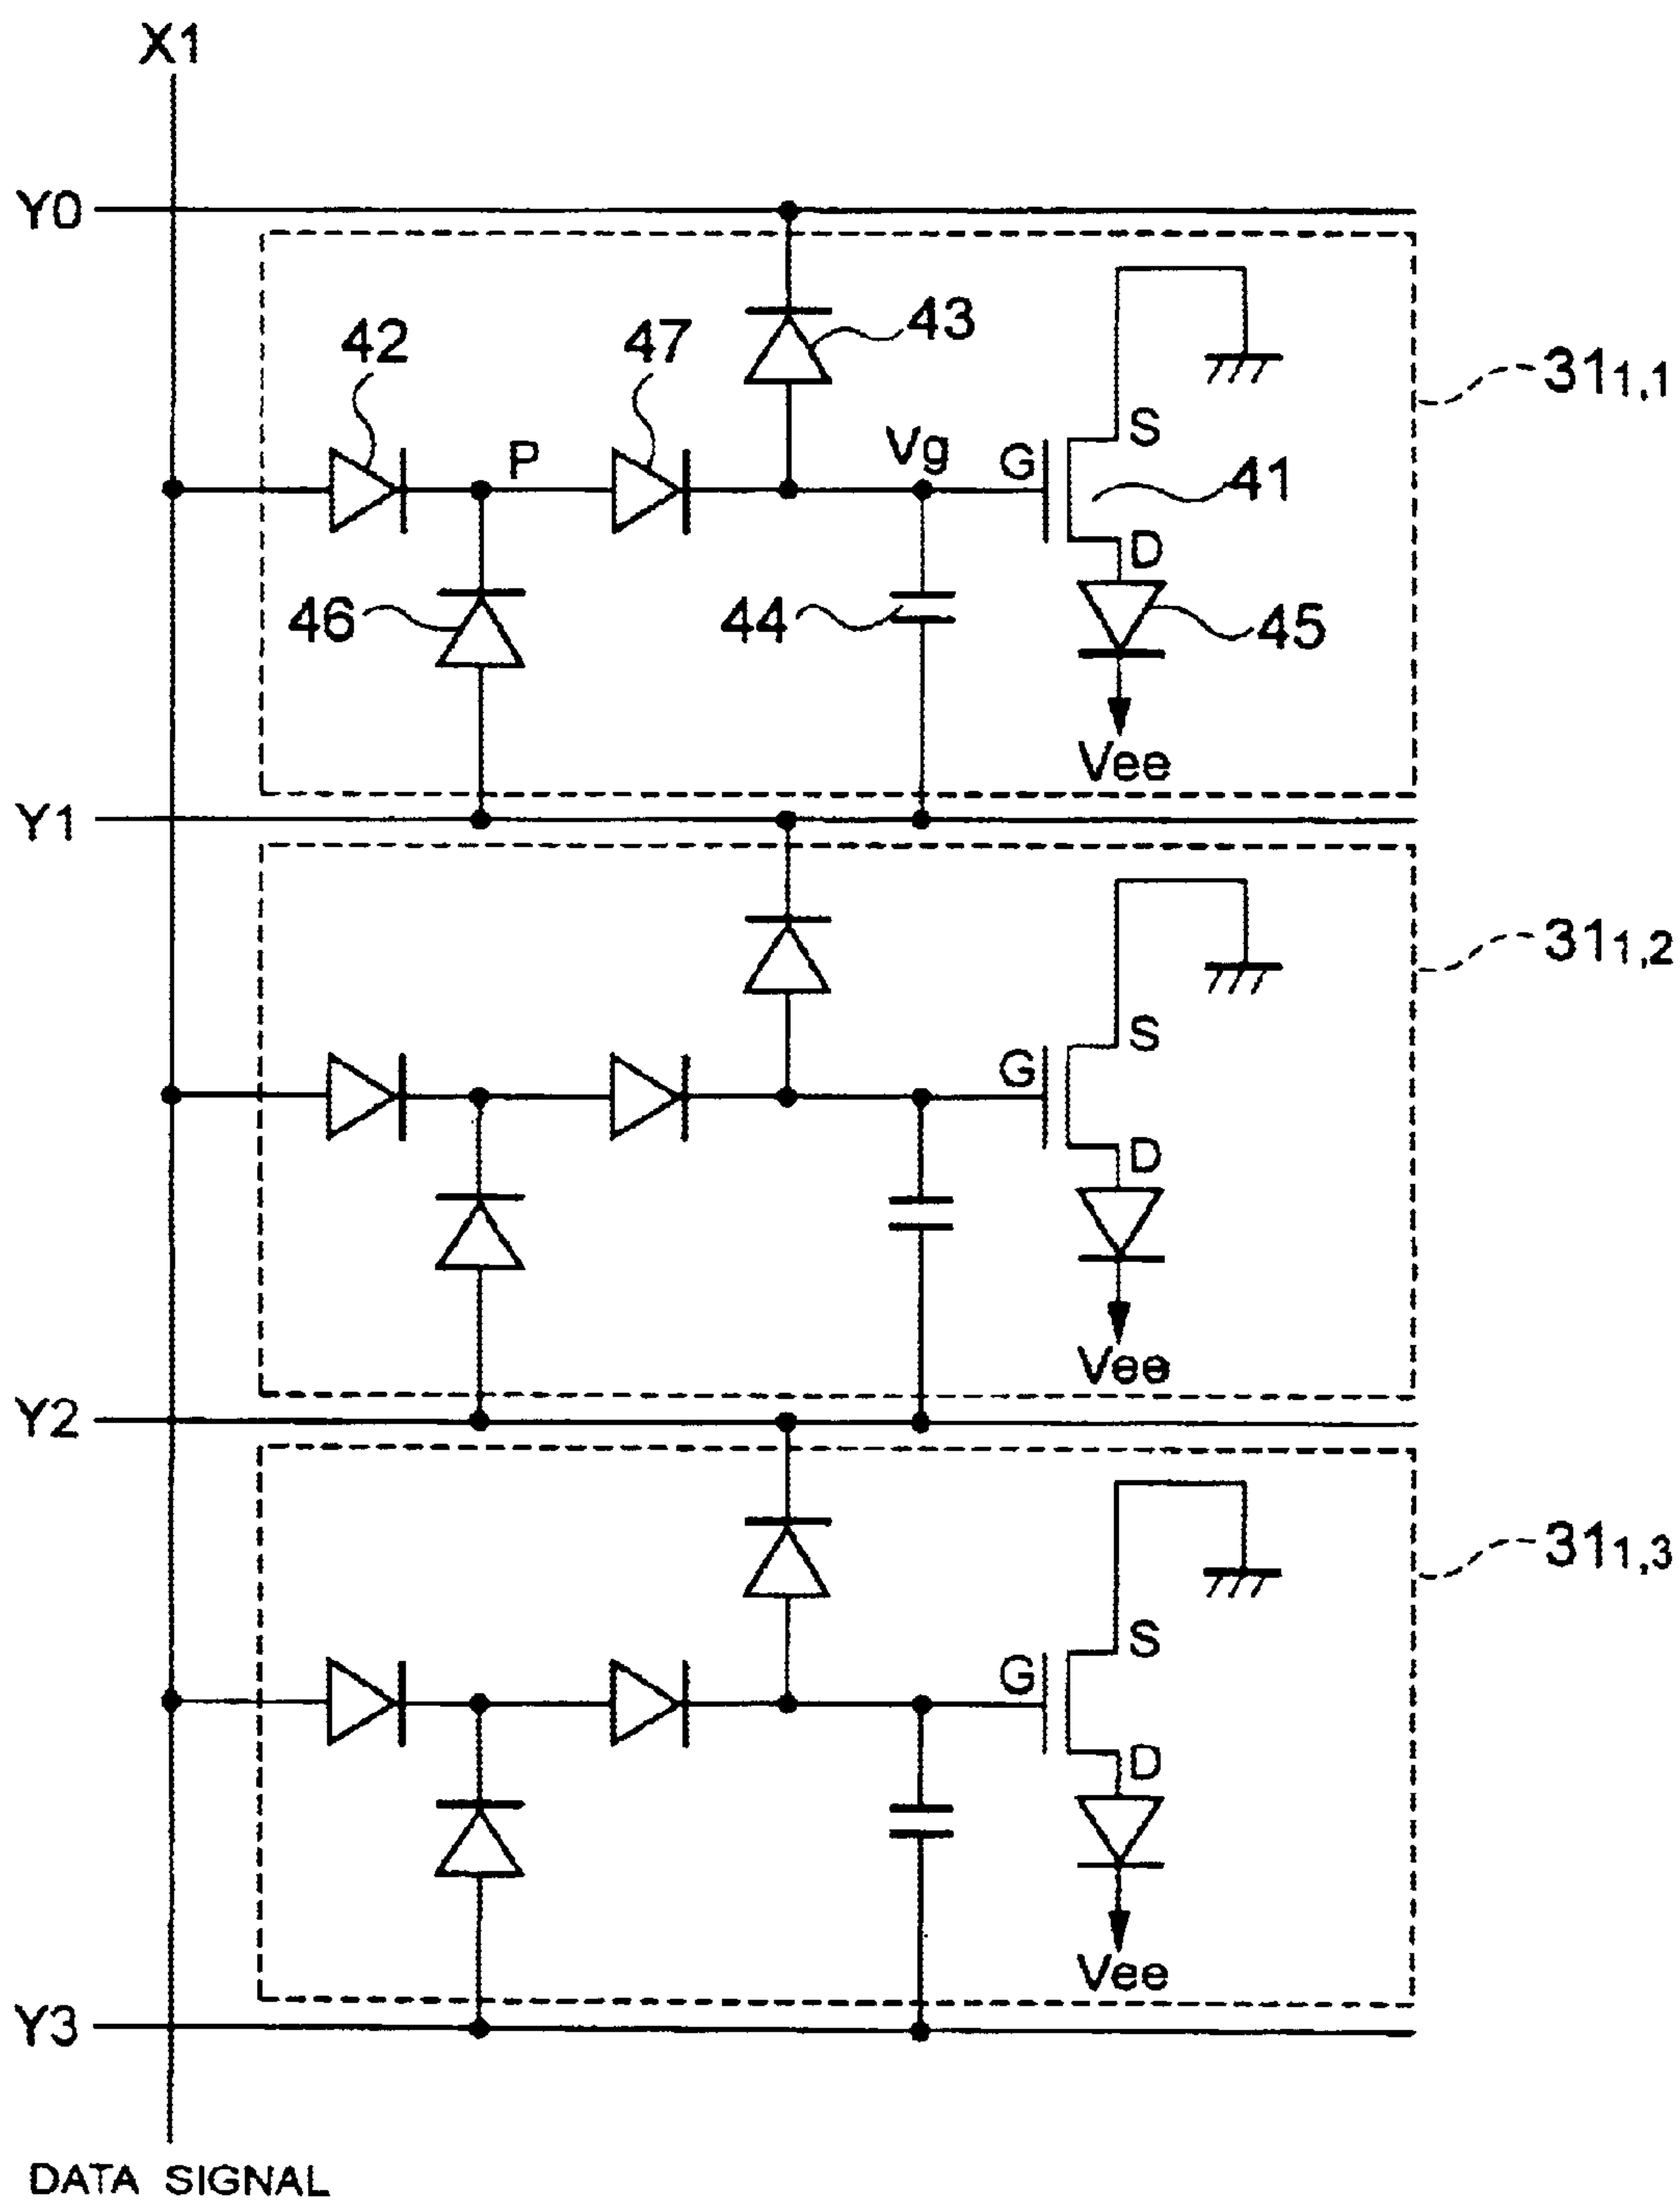 X1
Y0
42
47
43
31₁,₁
P
Vg
G
S
41
D
46
44
45
Vee
Y1
31₁,₂
G
S
D
Vee
Y2
31₁,₃
G
S
D
Vee
Y3
DATA SIGNAL